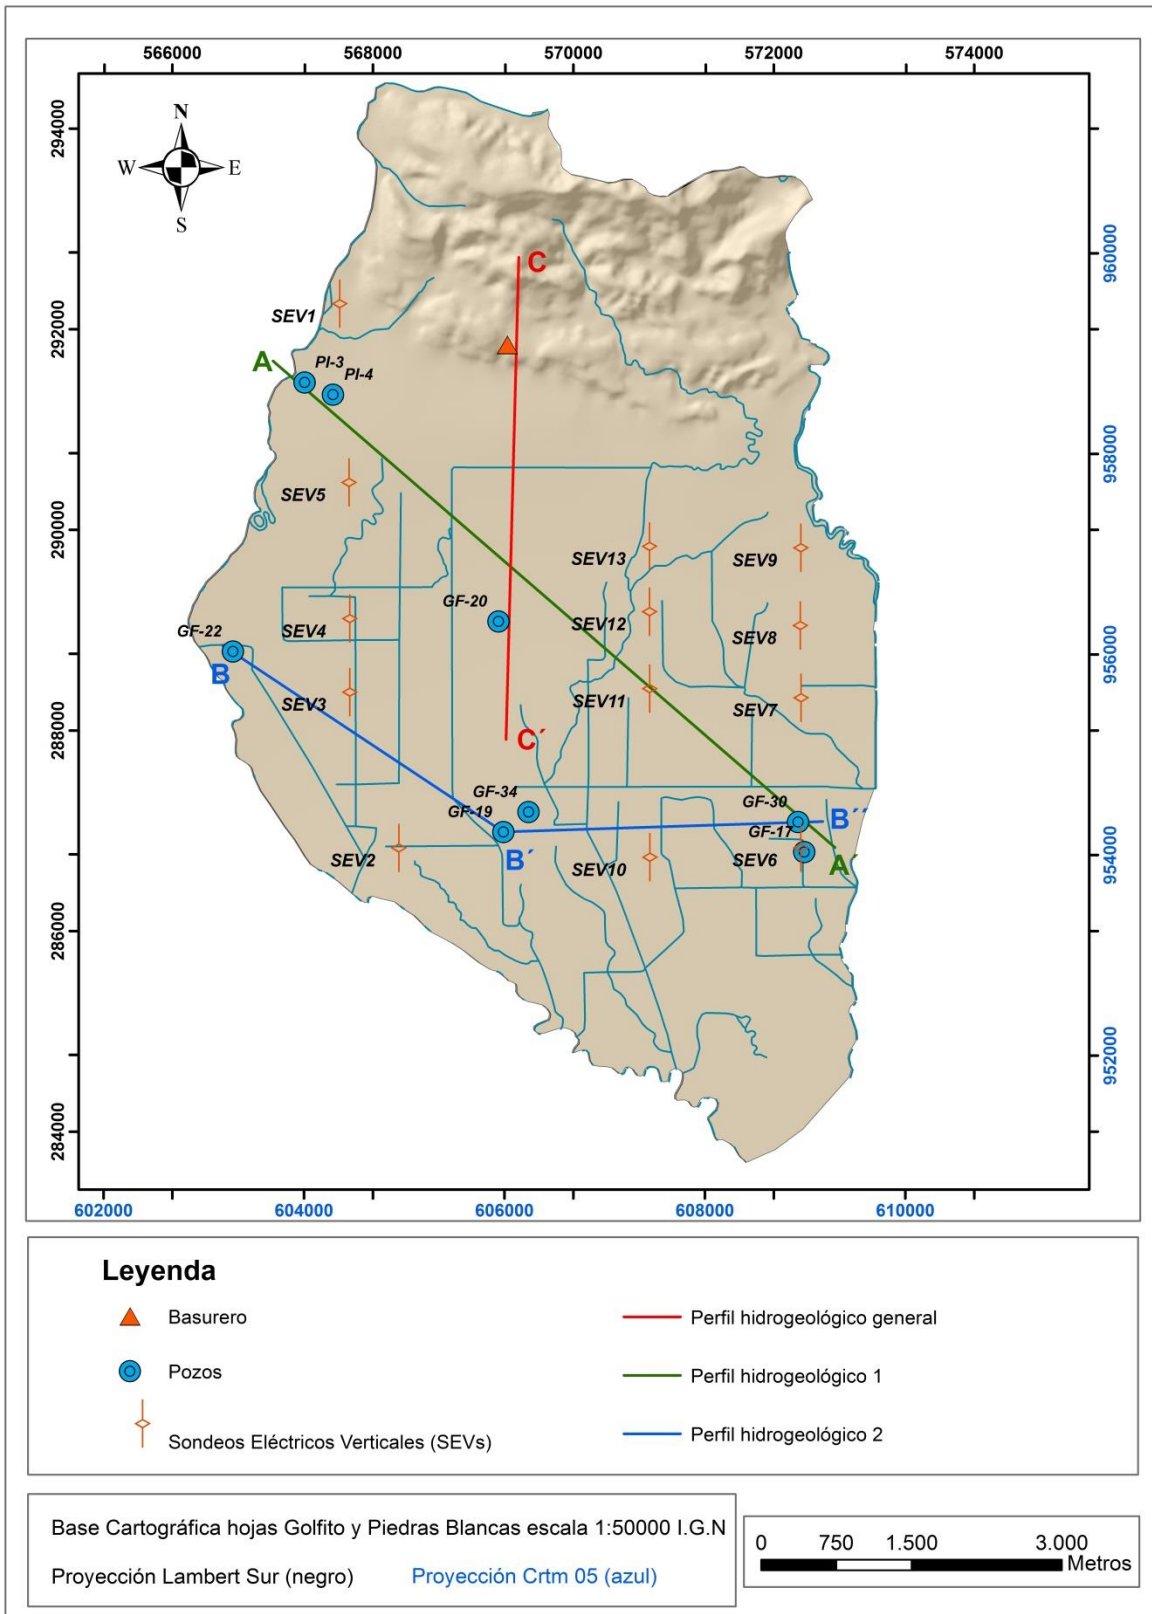 566000 568000 570000 572000 574000
294000
N
W E
S
960000
C
SEV1
292000
A
PI-3
PI-4
958000
SEV5
290000
SEV13
SEV9
GF-20
SEV12
GF-22
SEV4
SEV8
956000
B
SEV3
SEV11
SEV7
288000
C´
GF-34
GF-30
GF-19
B´´
GF-17
B´
SEV2
SEV10
SEV6
A´
954000
286000
952000
284000
602000 604000 606000 608000 610000
Leyenda
Basurero
Perfil hidrogeológico general
Pozos
Perfil hidrogeológico 1
Sondeos Eléctricos Verticales (SEVs)
Perfil hidrogeológico 2
Base Cartográfica hojas Golfito y Piedras Blancas escala 1:50000 I.G.N
Proyección Lambert Sur (negro) Proyección Crtm 05 (azul)
0 750 1.500 3.000
Metros